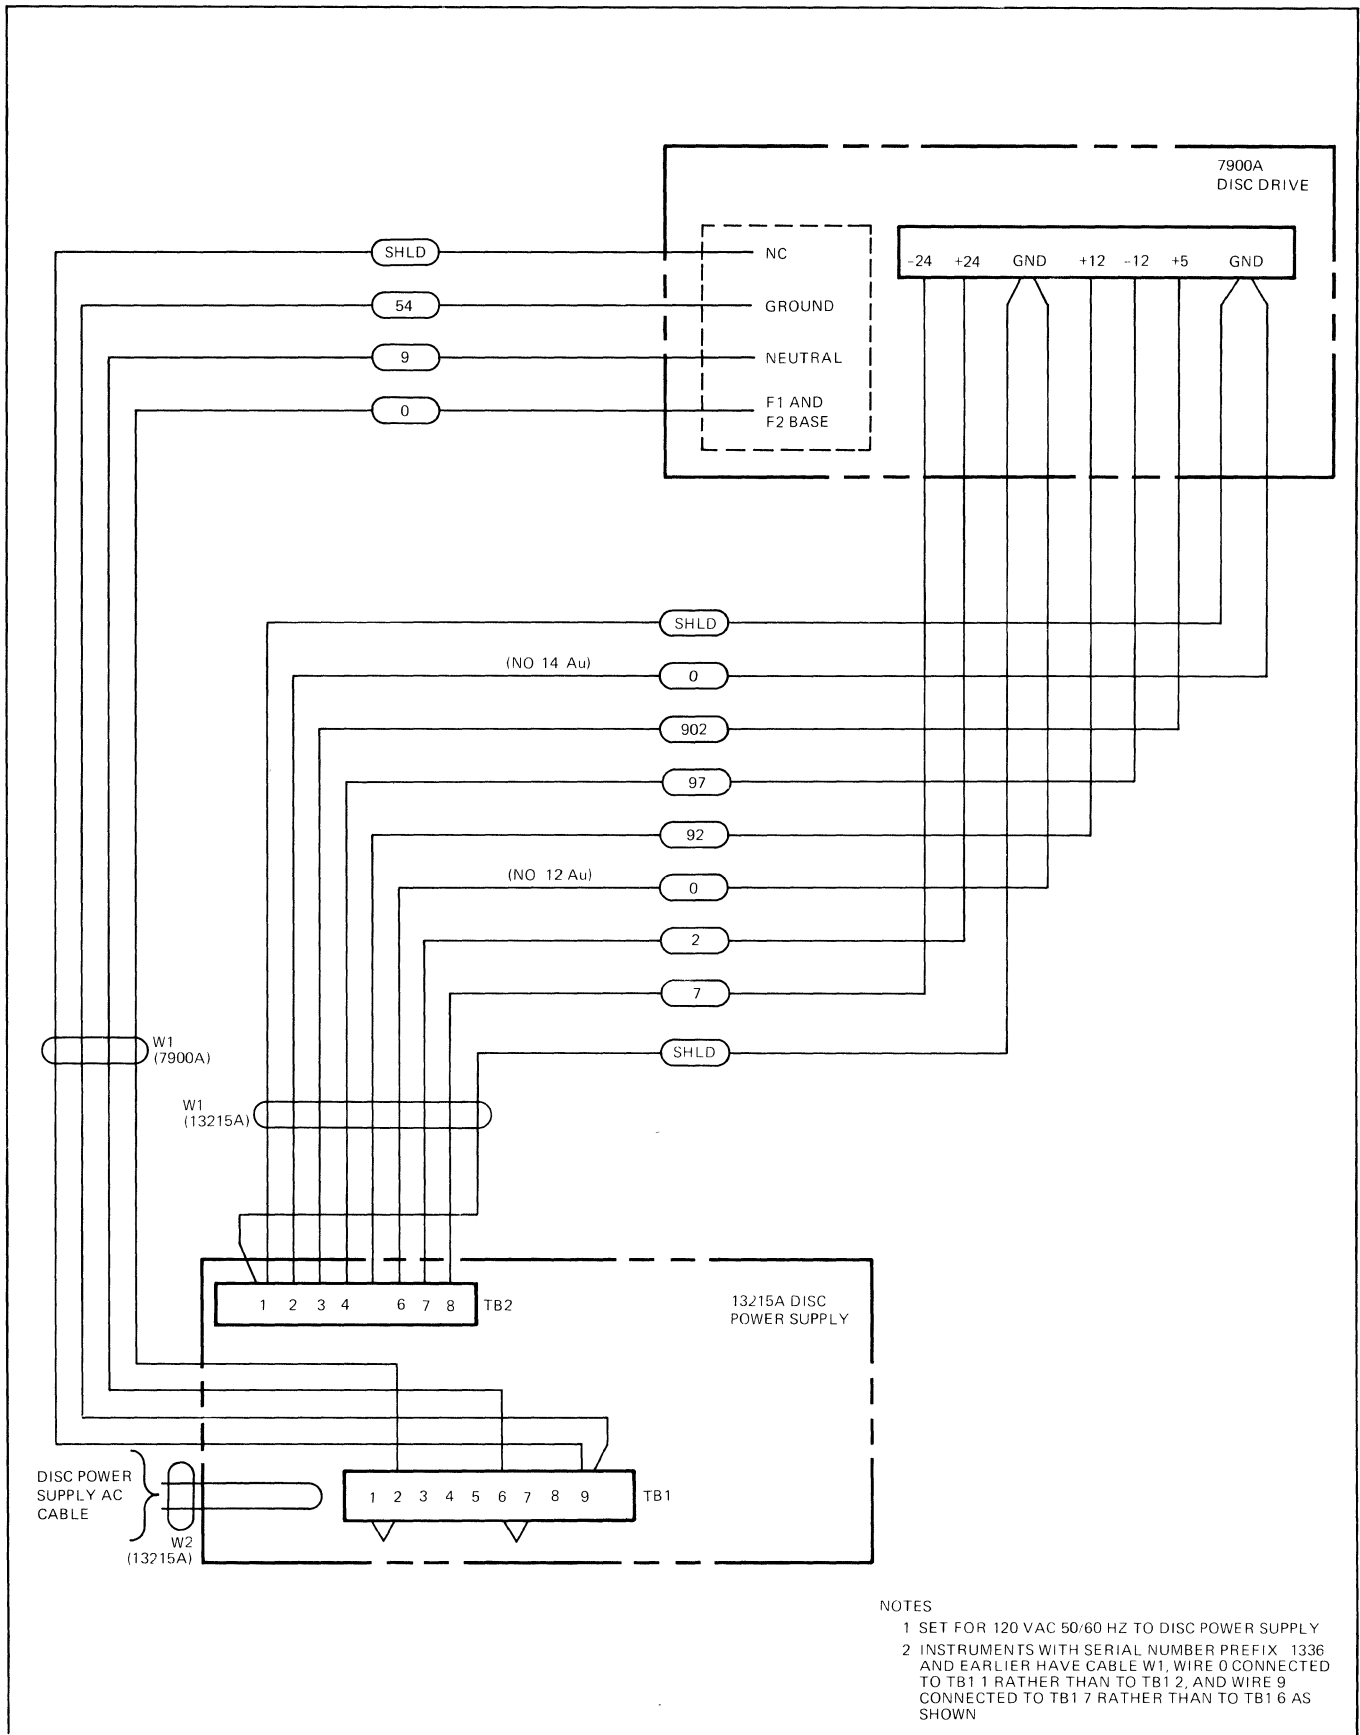 7900A
DISC DRIVE
SHLD
NC
-24 +24 GND +12 -12 +5 GND
54
GROUND
9
NEUTRAL
0
F1 AND
F2 BASE
SHLD
(NO 14 Au)
0
902
97
92
(NO 12 Au)
0
2
7
SHLD
W1
(7900A)
W1
(13215A)
1 2 3 4 6 7 8 TB2
13215A DISC
POWER SUPPLY
DISC POWER
SUPPLY AC
CABLE
1 2 3 4 5 6 7 8 9 TB1
W2
(13215A)
NOTES
1 SET FOR 120 VAC 50/60 HZ TO DISC POWER SUPPLY
2 INSTRUMENTS WITH SERIAL NUMBER PREFIX 1336
AND EARLIER HAVE CABLE W1, WIRE 0 CONNECTED
TO TB1 1 RATHER THAN TO TB1 2, AND WIRE 9
CONNECTED TO TB1 7 RATHER THAN TO TB1 6 AS
SHOWN